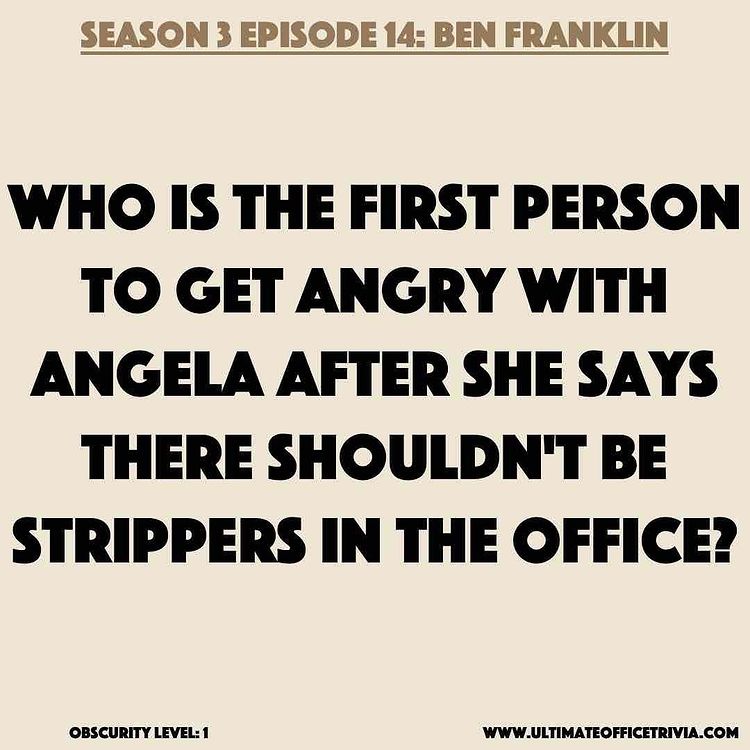 SEASON 3 EPISODE 14: BEN FRANKLIN
WHO IS THE FIRST PERSON
TO GET ANGRY WITH
ANGELA AFTER SHE SAYS
THERE SHOULDN'T BE
STRIPPERS IN THE OFFICE?
OBSCURITY LEVEL: 1
WWW.ULTIMATEOFFICETRIVIA.COM